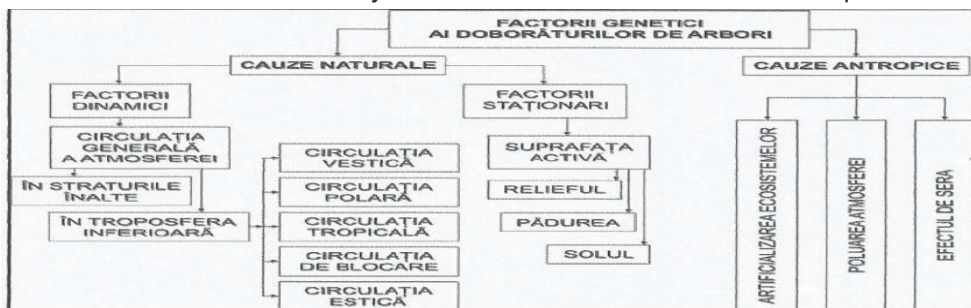 FACTORII GENETICI
AI DOBORĂTURILOR DE ARBORI
CAUZE NATURALE
CAUZE ANTROPICE
FACTORII
DINAMICI
FACTORII
STAȚIONARI
CIRCULAȚIA
GENERALĂ
A ATMOSFEREI
ÎN STRATURILE
ÎNALTE
ÎN TROPOSFERA
INFERIOARĂ
CIRCULAȚIA
VESTICĂ
CIRCULAȚIA
POLARĂ
CIRCULAȚIA
TROPICALĂ
CIRCULAȚIA
DE BLOCARE
CIRCULAȚIA
ESTICĂ
SUPRAFAȚA
ACTIVĂ
RELIEFUL
PĂDUREA
SOLUL
ARTIFICIALIZAREA ECOSISTEMELOR
POLUAREA ATMOSFEREI
EFECTUL DE SERA